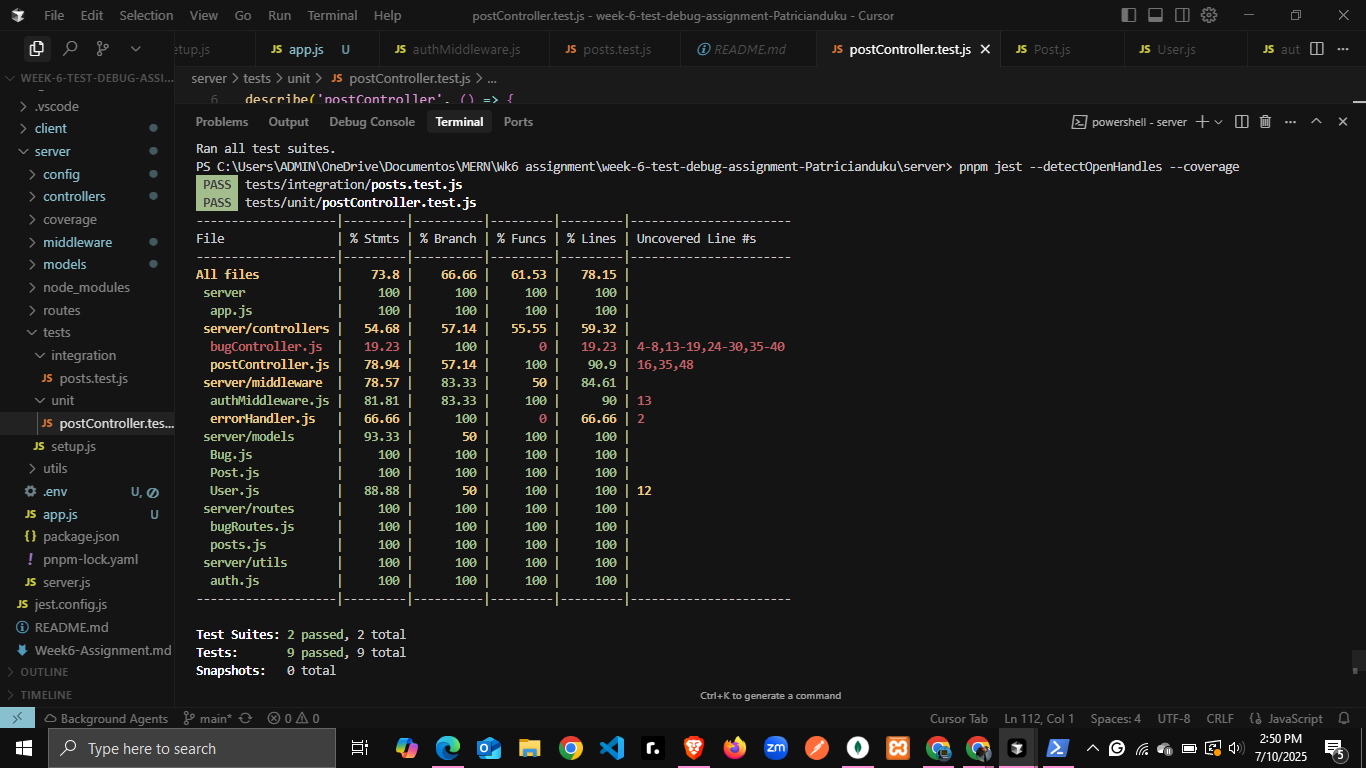 File Edit Selection View Go Run Terminal Help postController.test.js - week-6-test-debug-assignment-Patricianduku - Cursor
etup.js JS app.js U JS authMiddleware.js JS posts.test.js README.md JS postController.test.js JS Post.js JS User.js JS aut
WEEK-6-TEST-DEBUG-ASSI...
.vscode
client
server
config
controllers
coverage
middleware
models
node_modules
routes
tests
integration
JS posts.test.js
unit
JS postController.tes...
JS setup.js
utils
.env U,
JS app.js U
{} package.json
! pnpm-lock.yaml
JS server.js
JS jest.config.js
README.md
Week6-Assignment.md
OUTLINE
TIMELINE
server > tests > unit > JS postController.test.js > ...
6 describe('postController', () => {
Problems Output Debug Console Terminal Ports powershell - server
Ran all test suites.
PS C:\Users\ADMIN\OneDrive\Documentos\MERN\Wk6 assignment\week-6-test-debug-assignment-Patricianduku\server> pnpm jest --detectOpenHandles --coverage
PASS tests/integration/posts.test.js
PASS tests/unit/postController.test.js
--------------------|---------|----------|---------|---------|-----------------------
File | % Stmts | % Branch | % Funcs | % Lines | Uncovered Line #s
--------------------|---------|----------|---------|---------|-----------------------
All files | 73.8 | 66.66 | 61.53 | 78.15 |
server | 100 | 100 | 100 | 100 |
app.js | 100 | 100 | 100 | 100 |
server/controllers | 54.68 | 57.14 | 55.55 | 59.32 |
bugController.js | 19.23 | 100 | 0 | 19.23 | 4-8,13-19,24-30,35-40
postController.js | 78.94 | 57.14 | 100 | 90.9 | 16,35,48
server/middleware | 78.57 | 83.33 | 50 | 84.61 |
authMiddleware.js | 81.81 | 83.33 | 100 | 90 | 13
errorHandler.js | 66.66 | 100 | 0 | 66.66 | 2
server/models | 93.33 | 50 | 100 | 100 |
Bug.js | 100 | 100 | 100 | 100 |
Post.js | 100 | 100 | 100 | 100 |
User.js | 88.88 | 50 | 100 | 100 | 12
server/routes | 100 | 100 | 100 | 100 |
bugRoutes.js | 100 | 100 | 100 | 100 |
posts.js | 100 | 100 | 100 | 100 |
server/utils | 100 | 100 | 100 | 100 |
auth.js | 100 | 100 | 100 | 100 |
--------------------|---------|----------|---------|---------|-----------------------
Test Suites: 2 passed, 2 total
Tests: 9 passed, 9 total
Snapshots: 0 total
Ctrl+K to generate a command
Background Agents main* 0 0 Cursor Tab Ln 112, Col 1 Spaces: 4 UTF-8 CRLF {} JavaScript
Type here to search
zm
2:50 PM
7/10/2025
5